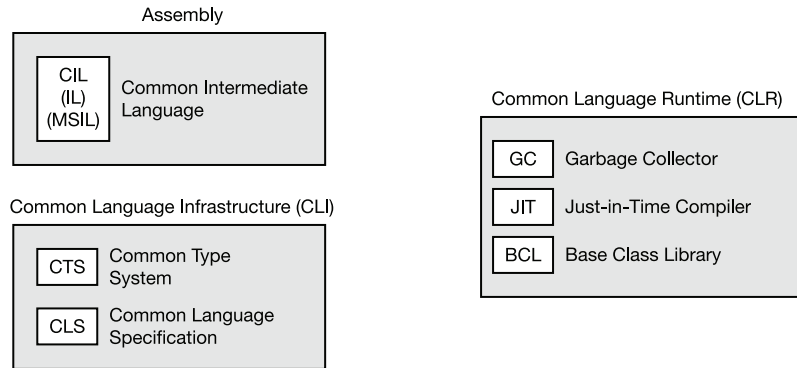 Assembly
CIL
(IL)
(MSIL)
Common Intermediate
Language
Common Language Infrastructure (CLI)
CTS
Common Type
System
CLS
Common Language
Specification
Common Language Runtime (CLR)
GC
Garbage Collector
JIT
Just-in-Time Compiler
BCL
Base Class Library